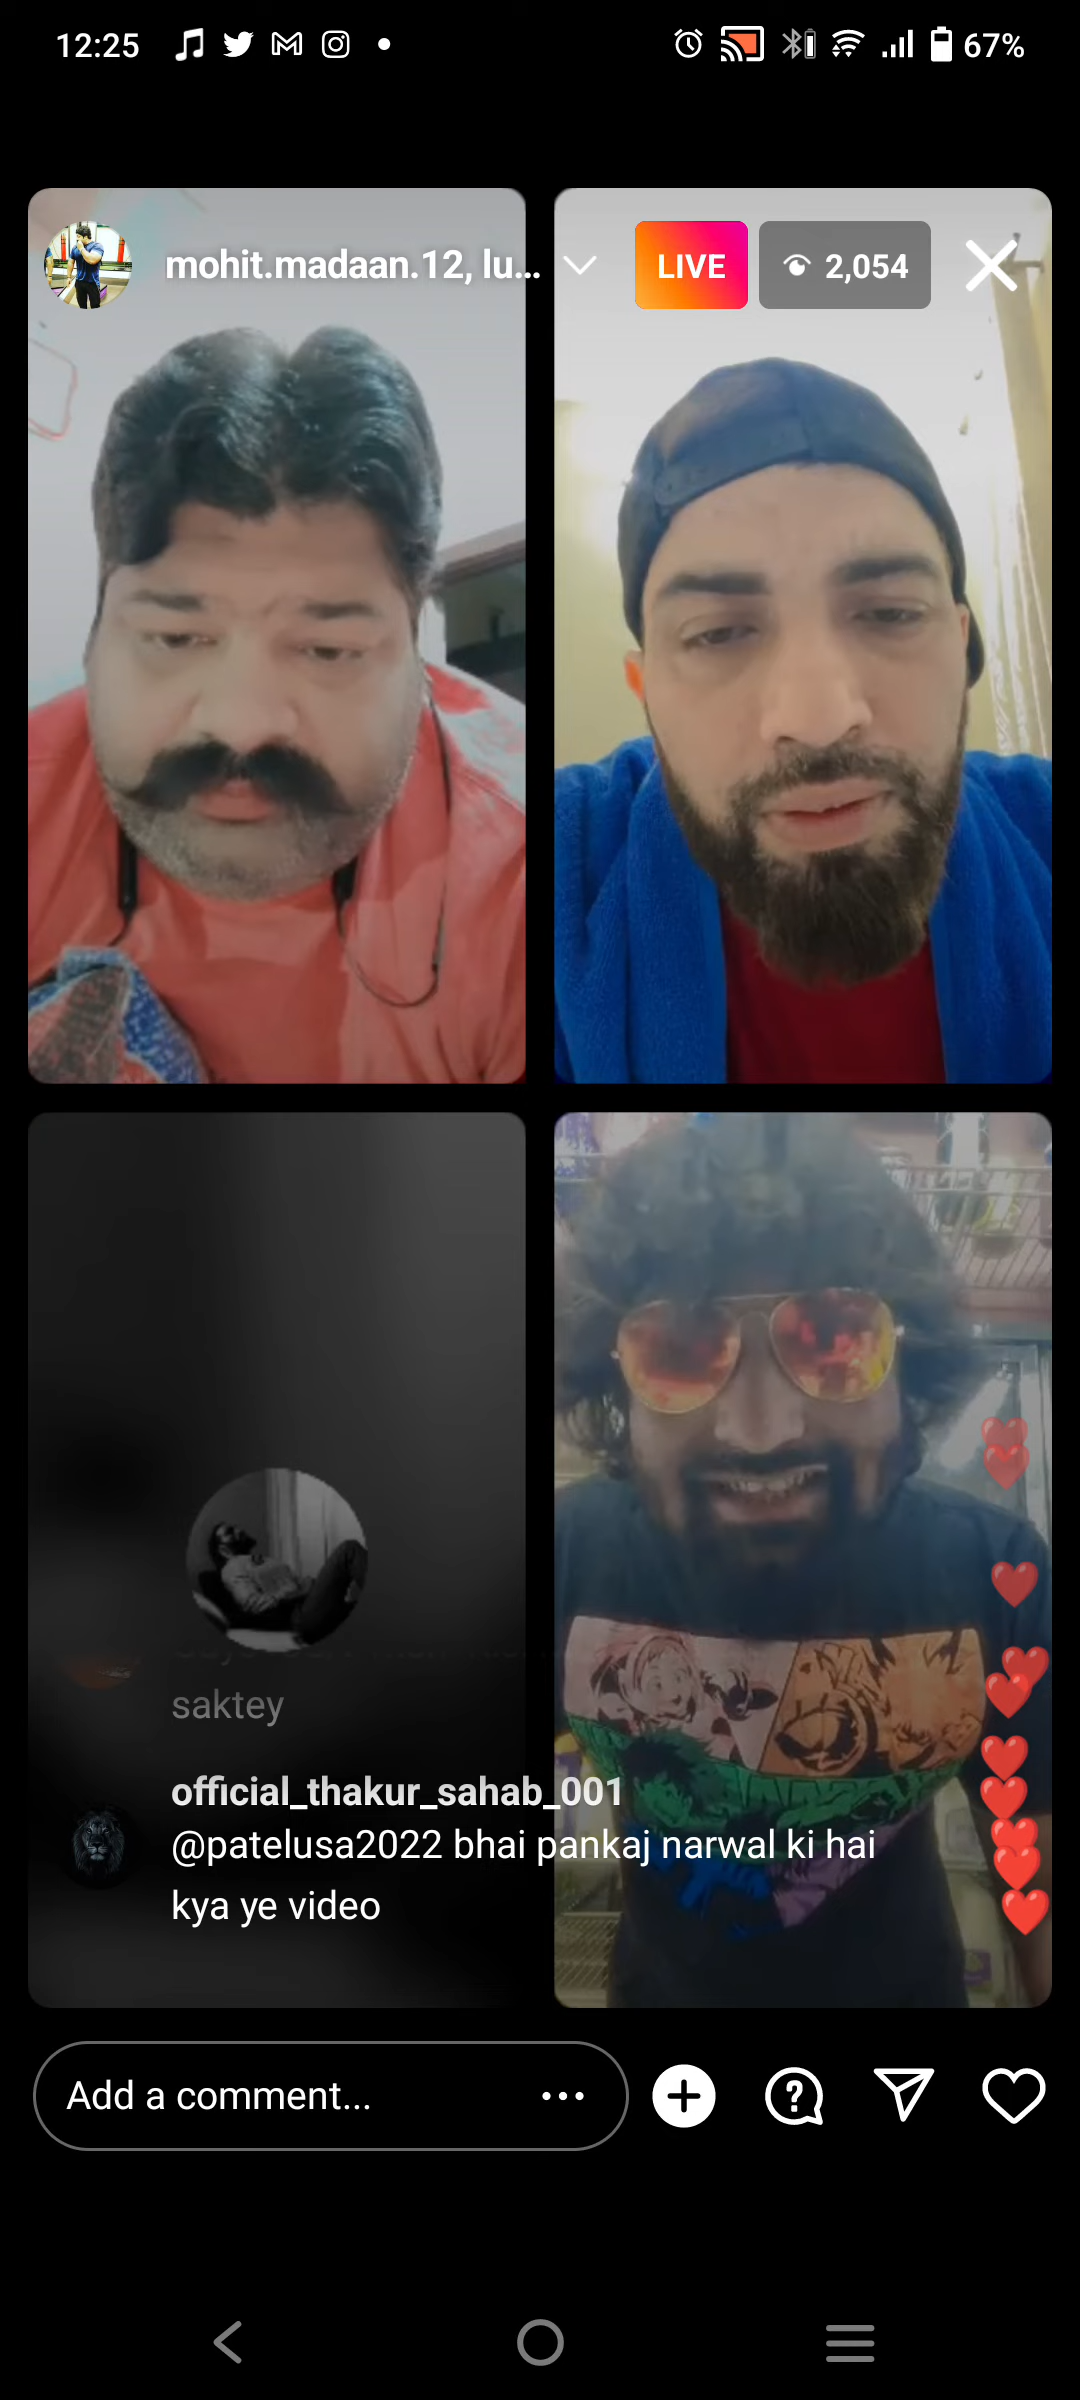 12:25
67%
mohit.madaan.12, lu...
LIVE
2,054
saktey
official_thakur_sahab_001
@patelusa2022 bhai pankaj narwal ki hai
kya ye video
Add a comment...